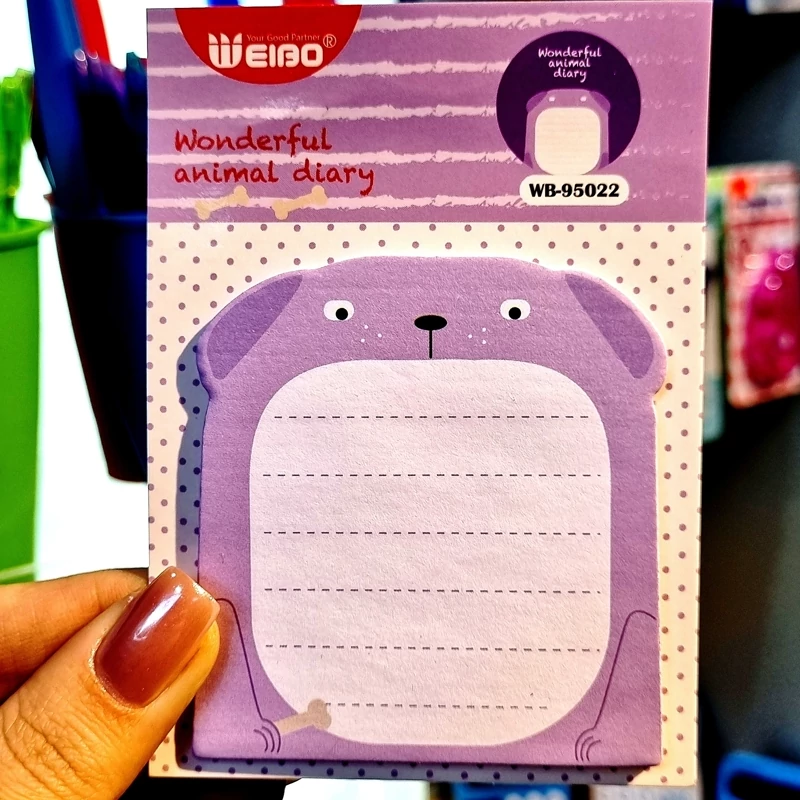 Your Good Partner
WEIBO®
Wonderful
animal diary
Wonderful
animal
diary
WB-95022